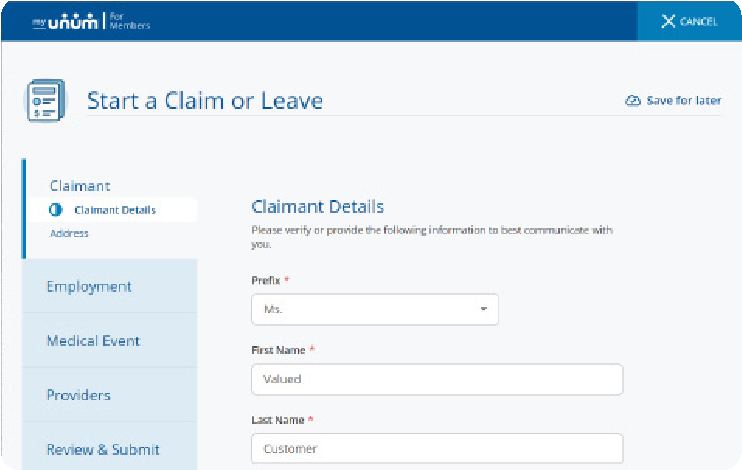 my unum | For
Members
CANCEL
Start a Claim or Leave
Save for later
Claimant
Claimant Details
Address
Employment
Medical Event
Providers
Review & Submit
Claimant Details
Please verify or provide the following information to best communicate with
you.
Prefix *
Ms.
First Name *
Valued
Last Name *
Customer